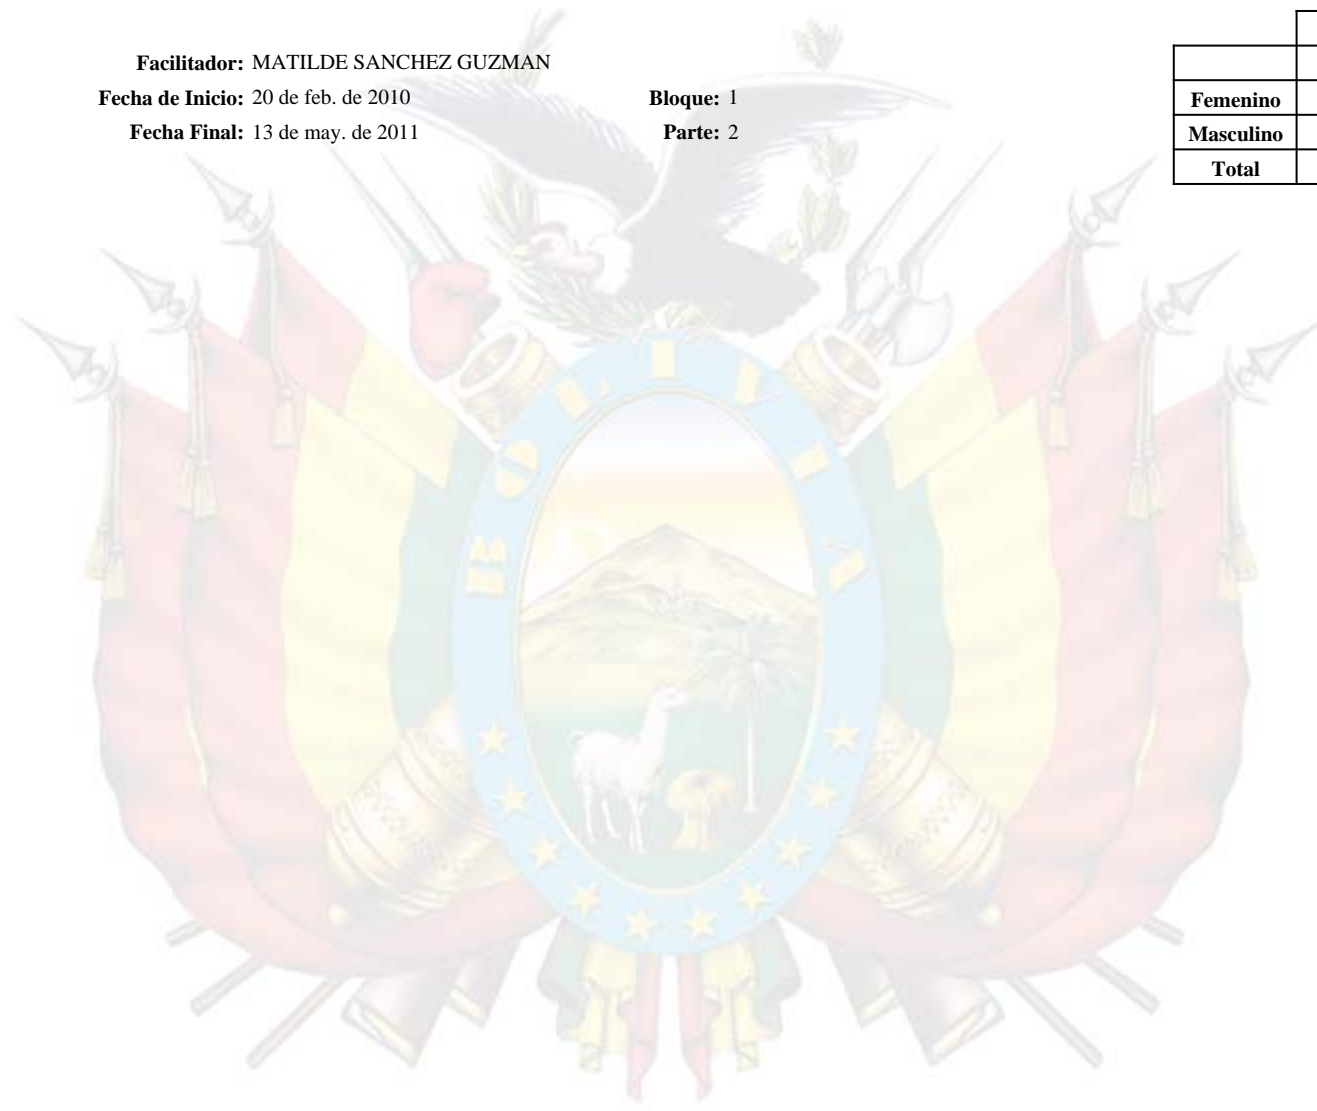 Facilitador: MATILDE SANCHEZ GUZMAN
Fecha de Inicio: 20 de feb. de 2010 Bloque: 1
Fecha Final: 13 de may. de 2011 Parte: 2
Femenino
Masculino
Total
BOLIVIA